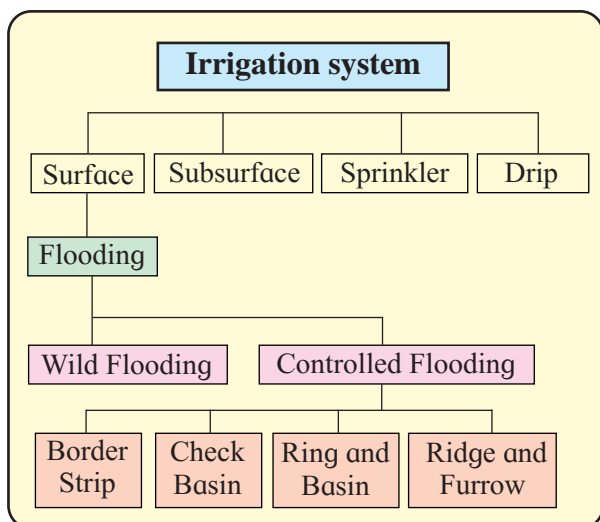 Irrigation system
Surface
Subsurface
Sprinkler
Drip
Flooding
Wild Flooding
Controlled Flooding
Border
Strip
Check
Basin
Ring and
Basin
Ridge and
Furrow